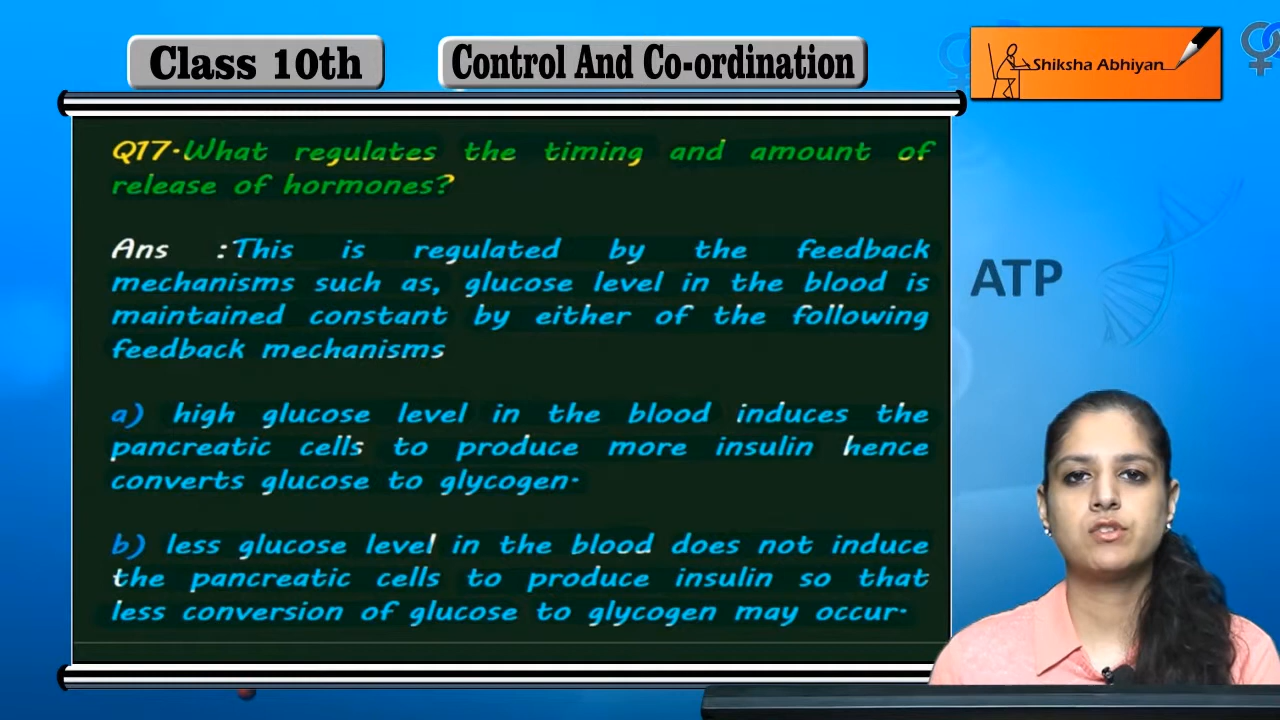 Class 10th
Control And Co-ordination
Shiksha Abhiyan
Q17.What regulates the timing and amount of
release of hormones?
Ans :This is regulated by the feedback
mechanisms such as, glucose level in the blood is
maintained constant by either of the following
feedback mechanisms
a) high glucose level in the blood induces the
pancreatic cells to produce more insulin hence
converts glucose to glycogen.
b) less glucose level in the blood does not induce
the pancreatic cells to produce insulin so that
less conversion of glucose to glycogen may occur.
ATP